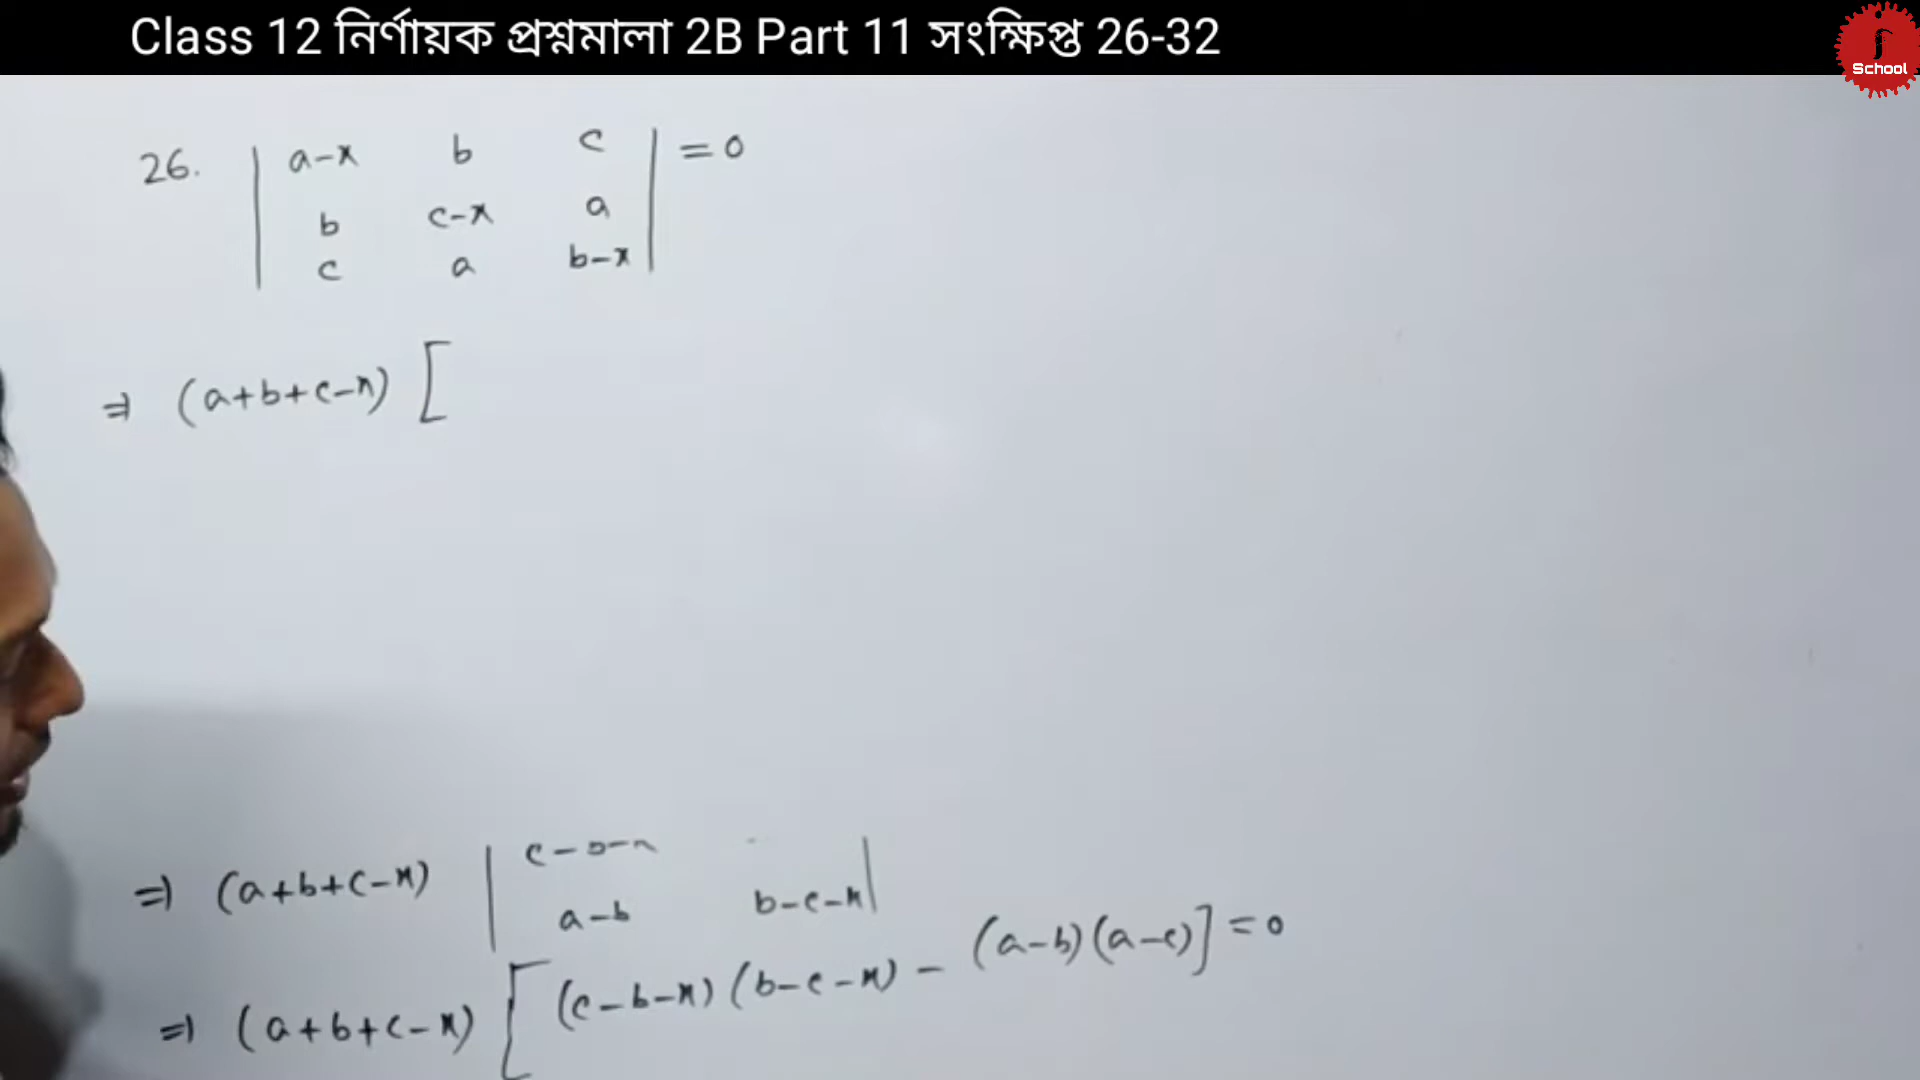 Class 12 নির্ণায়ক প্রশ্নমালা 2B Part 11 সংক্ষিপ্ত 26-32
School
26. | a-x b c | = 0
b c-x a
c a b-x
⇒ (a+b+c-x) [
⇒ (a+b+c-x) | c-b-x
a-b b-c-x |
⇒ (a+b+c-x) [ (c-b-x) (b-c-x) - (a-b) (a-c) ] = 0